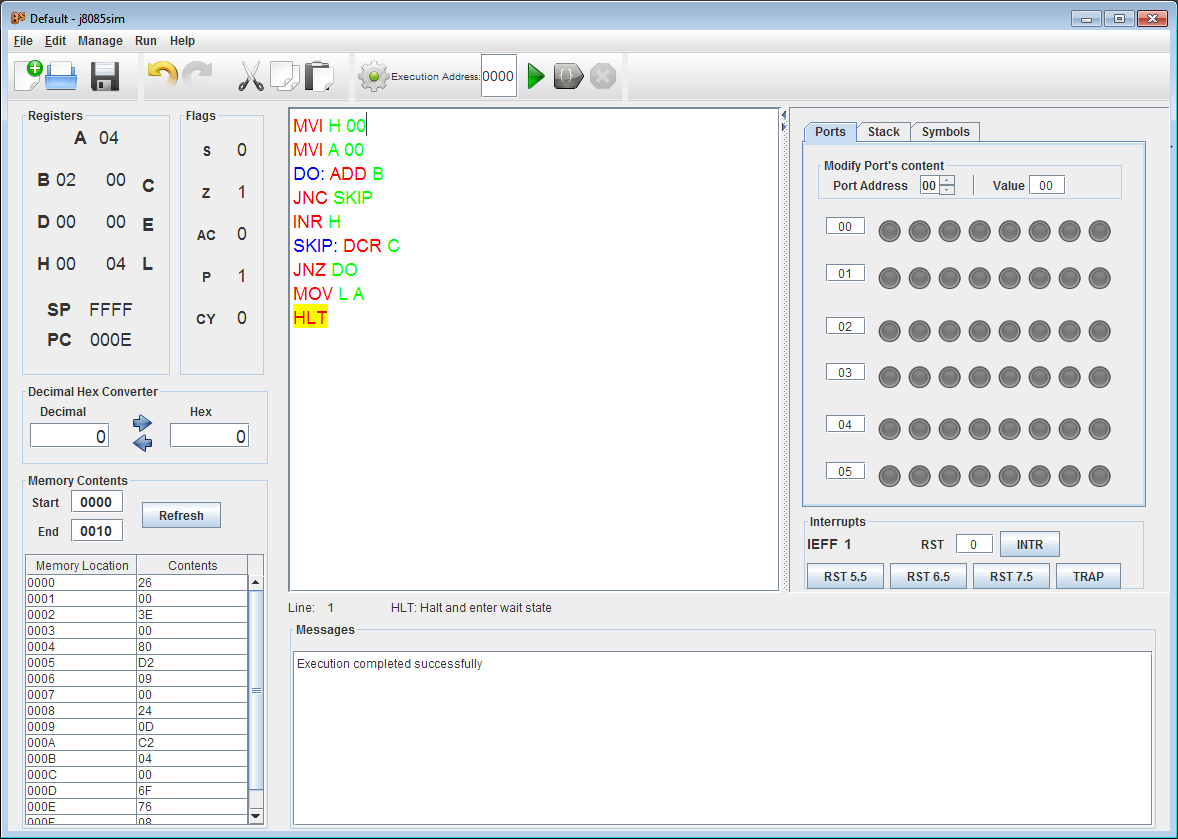 Default - j8085sim
File Edit Manage Run Help
Execution Address: 0000
Registers
A 04
B 02 00 C
D 00 00 E
H 00 04 L
SP FFFF
PC 000E
Flags
S 0
Z 1
AC 0
P 1
CY 0
Decimal Hex Converter
Decimal Hex
0 0
Memory Contents
Start 0000
Refresh
End 0010
Memory Location Contents
0000 26
0001 00
0002 3E
0003 00
0004 80
0005 D2
0006 09
0007 00
0008 24
0009 0D
000A C2
000B 04
000C 00
000D 6F
000E 76
000F 08
MVI H 00
MVI A 00
DO: ADD B
JNC SKIP
INR H
SKIP: DCR C
JNZ DO
MOV L A
HLT
Line: 1 HLT: Halt and enter wait state
Messages
Execution completed successfully
Ports Stack Symbols
Modify Port's content
Port Address 00 Value 00
00
01
02
03
04
05
Interrupts
IEFF 1 RST 0 INTR
RST 5.5 RST 6.5 RST 7.5 TRAP